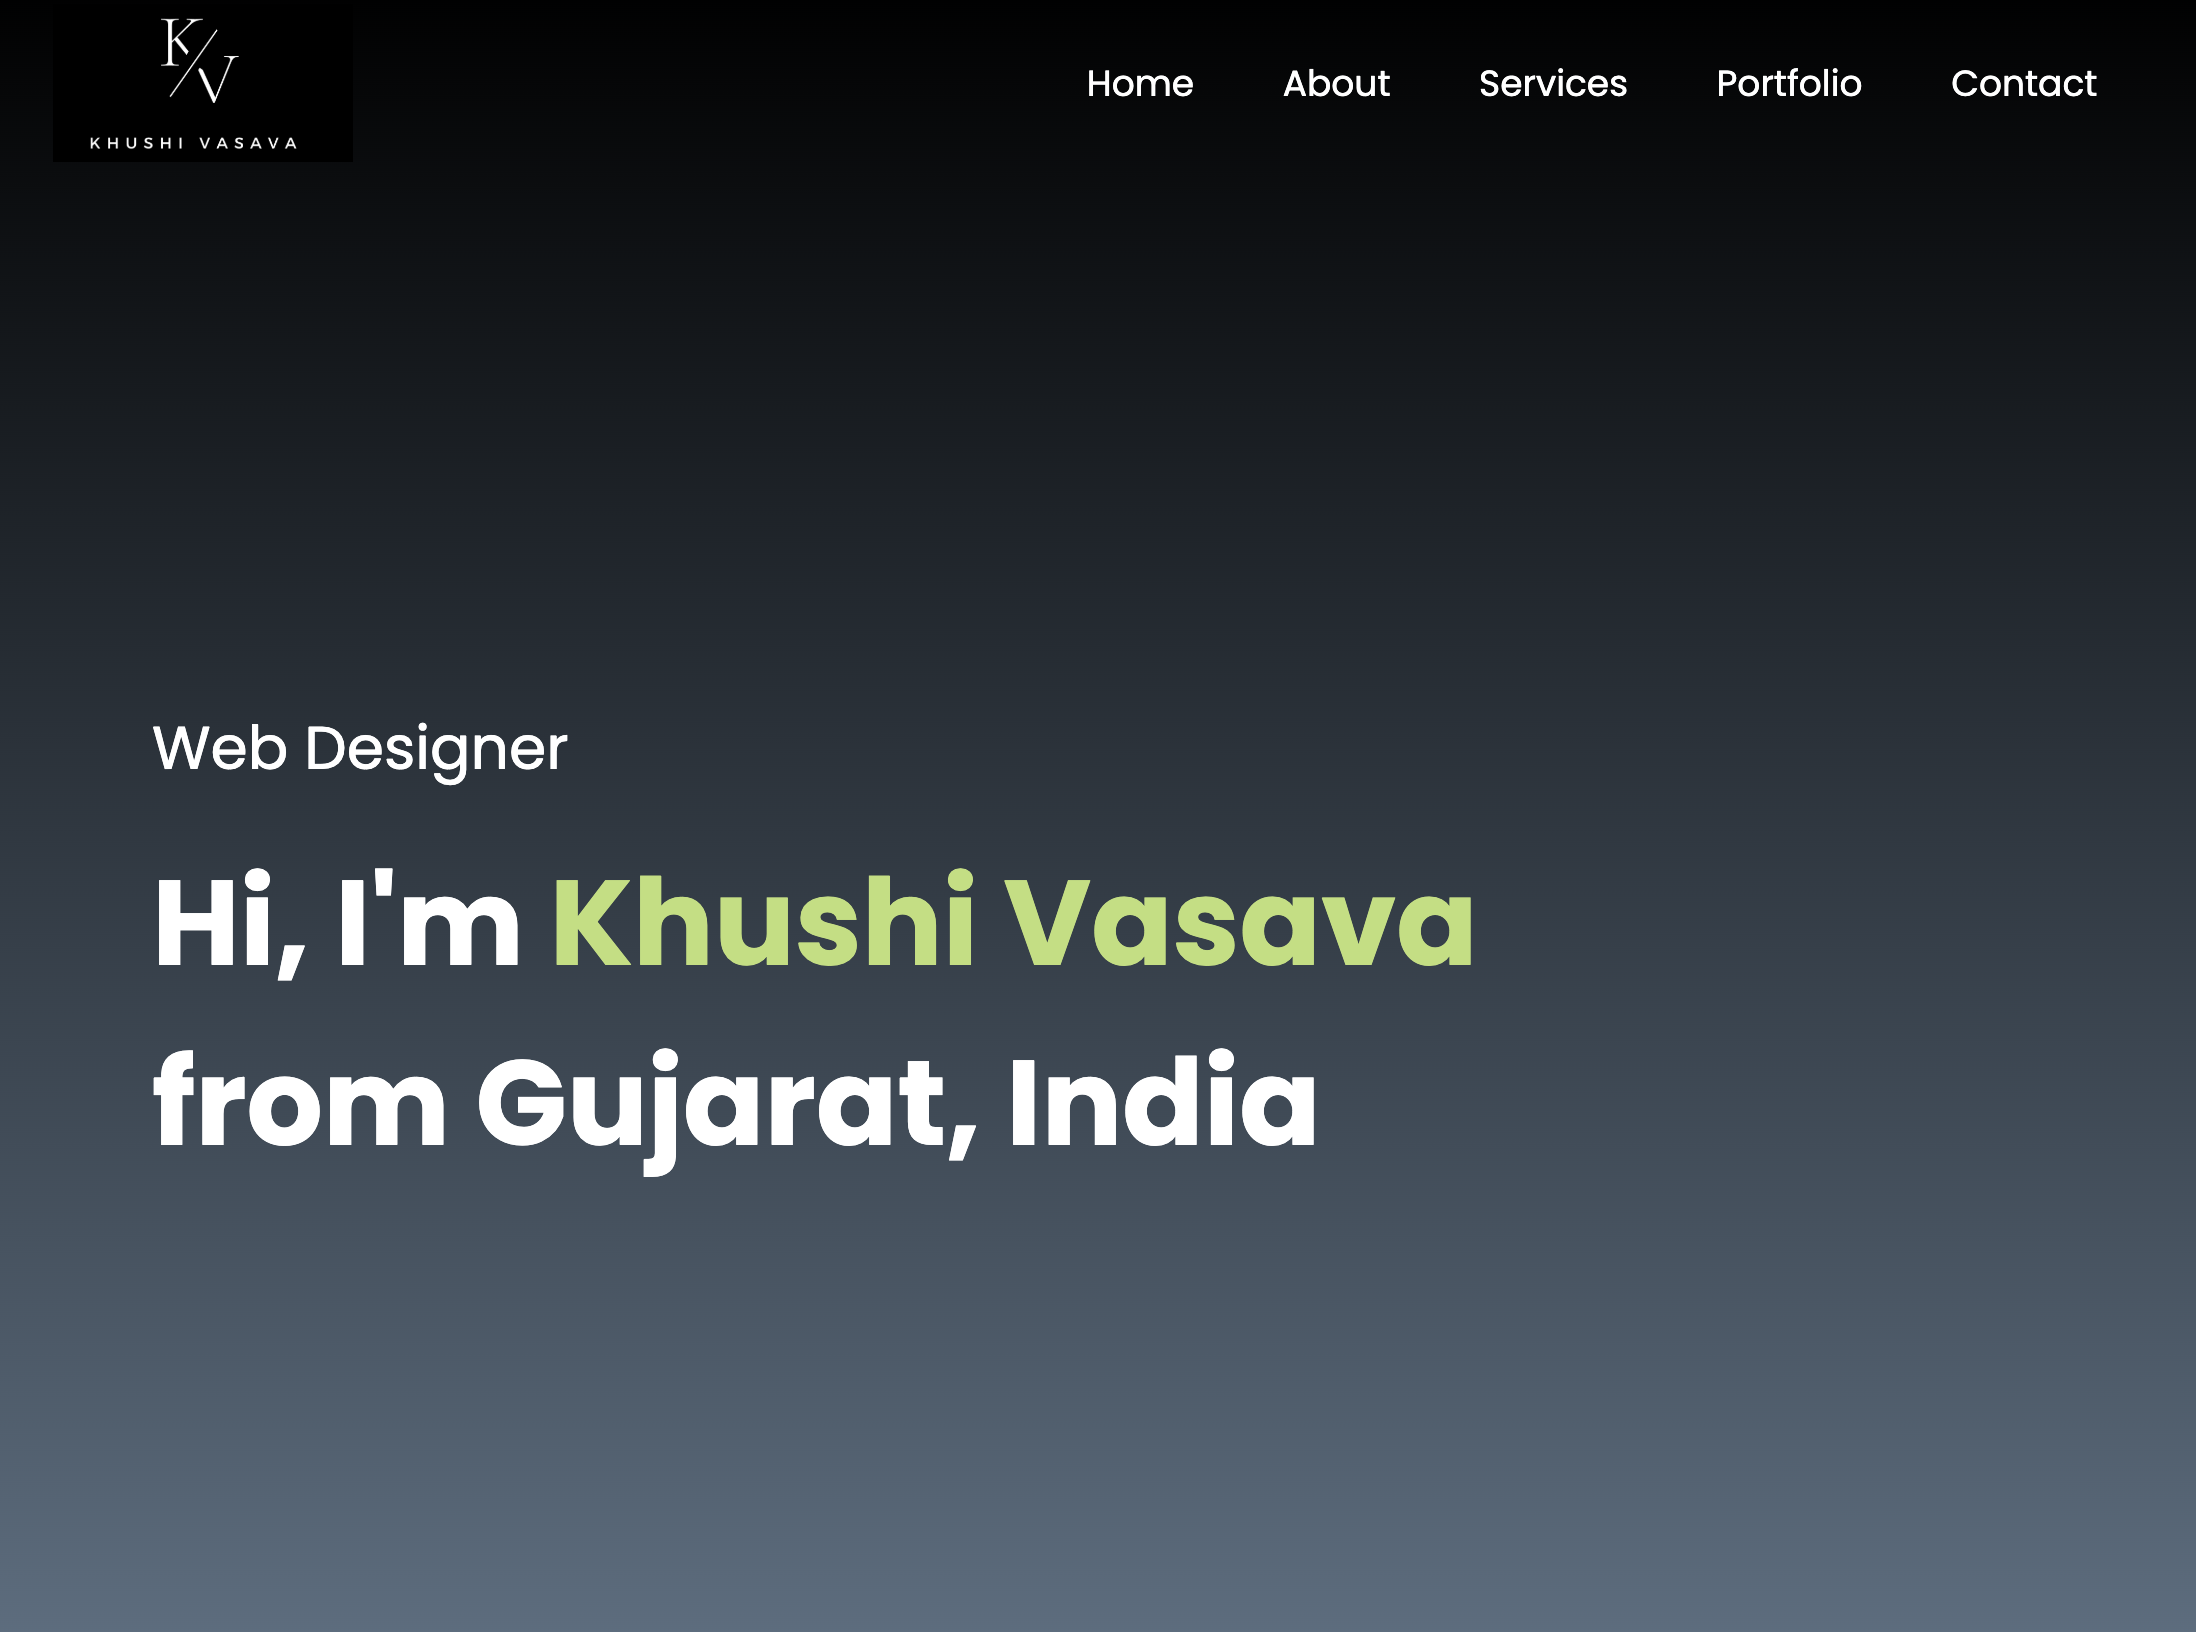 K/V
KHUSHI VASAVA
Home About Services Portfolio Contact
Web Designer
Hi, I'm Khushi Vasava
from Gujarat, India